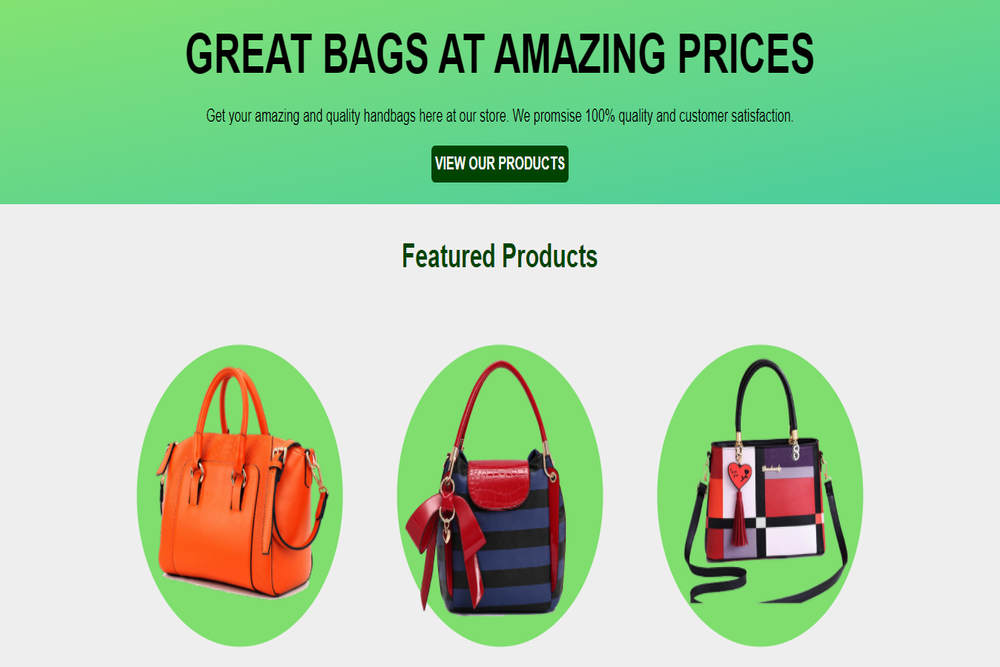 GREAT BAGS AT AMAZING PRICES
Get your amazing and quality handbags here at our store. We promsise 100% quality and customer satisfaction.
VIEW OUR PRODUCTS
Featured Products